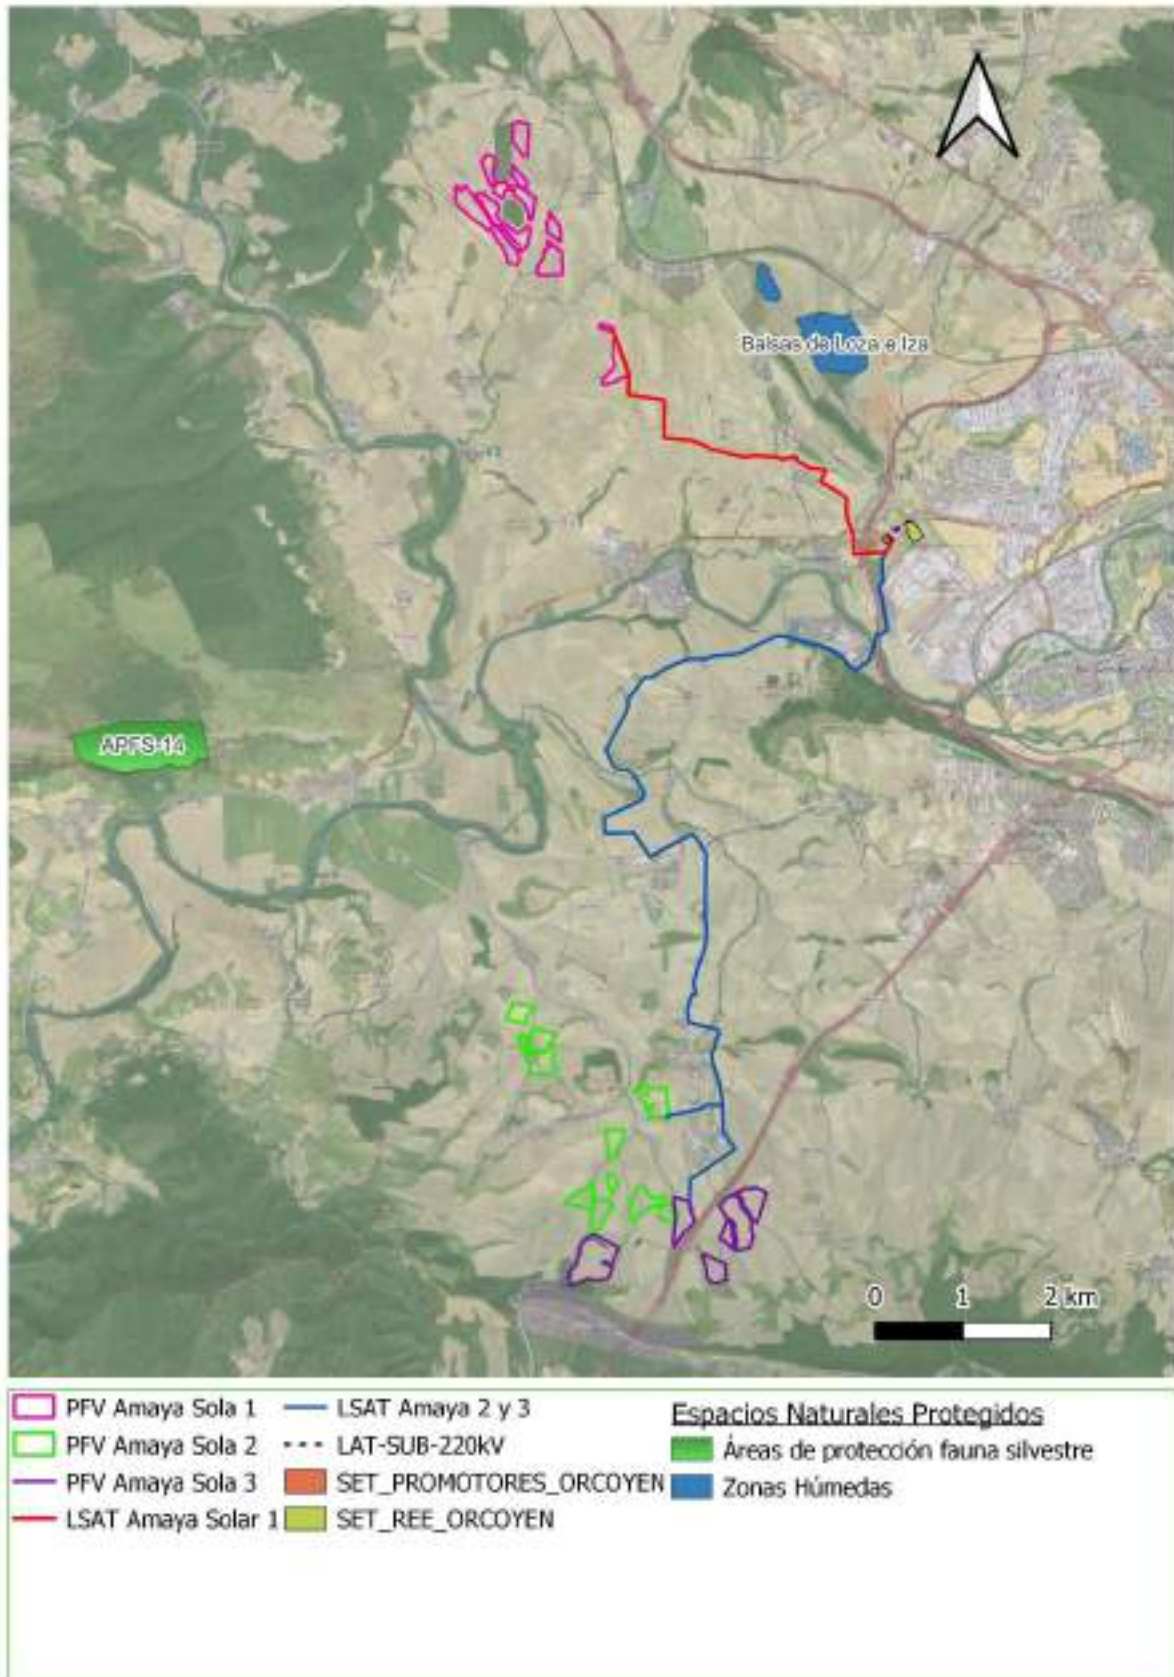 Balsas de Loza e Iza
APFS-14
0 1 2 km
PFV Amaya Sola 1
PFV Amaya Sola 2
PFV Amaya Sola 3
LSAT Amaya Solar 1
LSAT Amaya 2 y 3
LAT-SUB-220kV
SET_PROMOTORES_ORCOYEN
SET_REE_ORCOYEN
Espacios Naturales Protegidos
Áreas de protección fauna silvestre
Zonas Húmedas